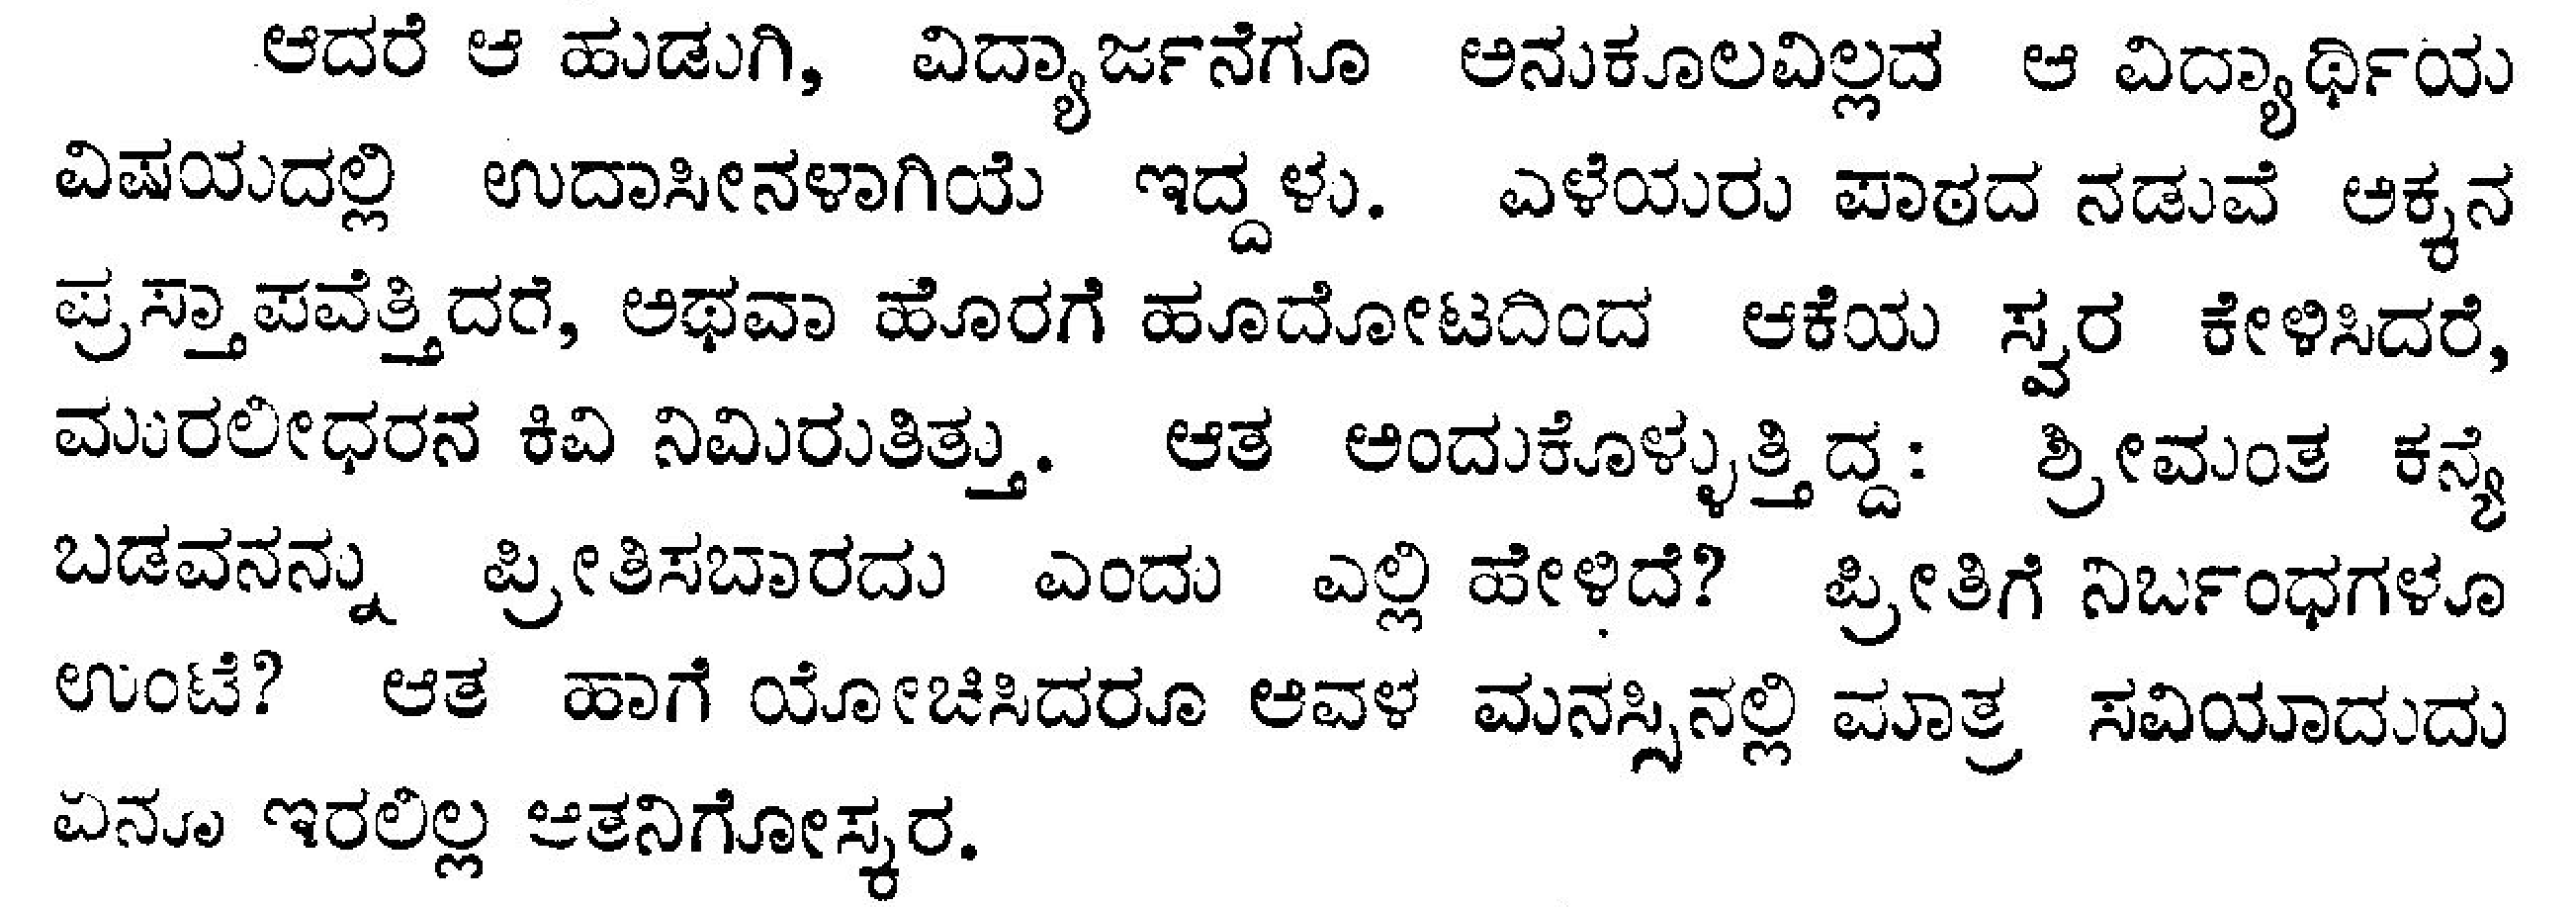 ಆದರೆ ಆ ಹುಡುಗಿ, ವಿದ್ಯಾರ್ಜನೆಗೂ ಅನುಕೂಲವಿಲ್ಲದ ಆ ವಿದ್ಯಾರ್ಥಿಯ
ವಿಷಯದಲ್ಲಿ ಉದಾಸೀನಳಾಗಿಯೆ ಇದ್ದಳು. ಎಳೆಯರು ಪಾಠದ ನಡುವೆ ಅಕ್ಕನ
ಪ್ರಸ್ತಾಪವೆತ್ತಿದರೆ, ಅಥವಾ ಹೊರಗೆ ಹೂದೋಟದಿಂದ ಆಕೆಯ ಸ್ವರ ಕೇಳಿಸಿದರೆ,
ಮುರಲೀಧರನ ಕಿವಿ ನಿಮಿರುತಿತ್ತು. ಆತ ಅಂದುಕೊಳ್ಳುತ್ತಿದ್ದ: ಶ್ರೀಮಂತ ಕನ್ಯೆ
ಬಡವನನ್ನು ಪ್ರೀತಿಸಬಾರದು ಎಂದು ಎಲ್ಲಿ ಹೇಳಿದೆ? ಪ್ರೀತಿಗೆ ನಿರ್ಬಂಧಗಳೂ
ಉಂಟೆ? ಆತ ಹಾಗೆ ಯೋಚಿಸಿದರೂ ಅವಳ ಮನಸ್ಸಿನಲ್ಲಿ ಮಾತ್ರ ಸವಿಯಾದುದು
ಏನೂ ಇರಲಿಲ್ಲ ಆತನಿಗೋಸ್ಕರ.